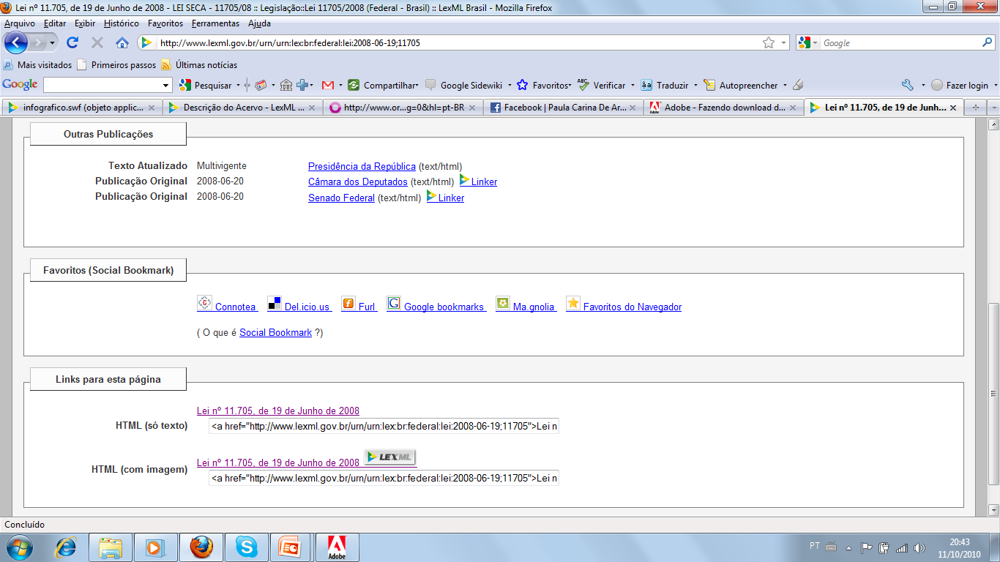 Lei nº 11.705, de 19 de Junho de 2008 - LEI SECA - 11705/08 :: Legislação::Lei 11705/2008 (Federal - Brasil) :: LexML Brasil - Mozilla Firefox
Arquivo Editar Exibir Histórico Favoritos Ferramentas Ajuda
http://www.lexml.gov.br/urn/urn:lex:br:federal:lei:2008-06-19;11705 Google
Mais visitados Primeiros passos Últimas notícias
Google Pesquisar Compartilhar Google Sidewiki Favoritos Verificar Traduzir Autopreencher Fazer login
infografico.swf (objeto applic... Descrição do Acervo - LexML ... http://www.or...g=0&hl=pt-BR Facebook | Paula Carina De Ar... Adobe - Fazendo download d... Lei nº 11.705, de 19 de Junh...
Outras Publicações
Texto Atualizado Multivigente Presidência da República (text/html)
Publicação Original 2008-06-20 Câmara dos Deputados (text/html) Linker
Publicação Original 2008-06-20 Senado Federal (text/html) Linker
Favoritos (Social Bookmark)
Connotea Del.icio.us Furl Google bookmarks Ma.gnolia Favoritos do Navegador
( O que é Social Bookmark ?)
Links para esta página
Lei nº 11.705, de 19 de Junho de 2008
HTML (só texto) <a href="http://www.lexml.gov.br/urn/urn:lex:br:federal:lei:2008-06-19;11705">Lei n
Lei nº 11.705, de 19 de Junho de 2008 LEXML
HTML (com imagem) <a href="http://www.lexml.gov.br/urn/urn:lex:br:federal:lei:2008-06-19;11705">Lei n
Concluído
Adobe PT 20:43
11/10/2010